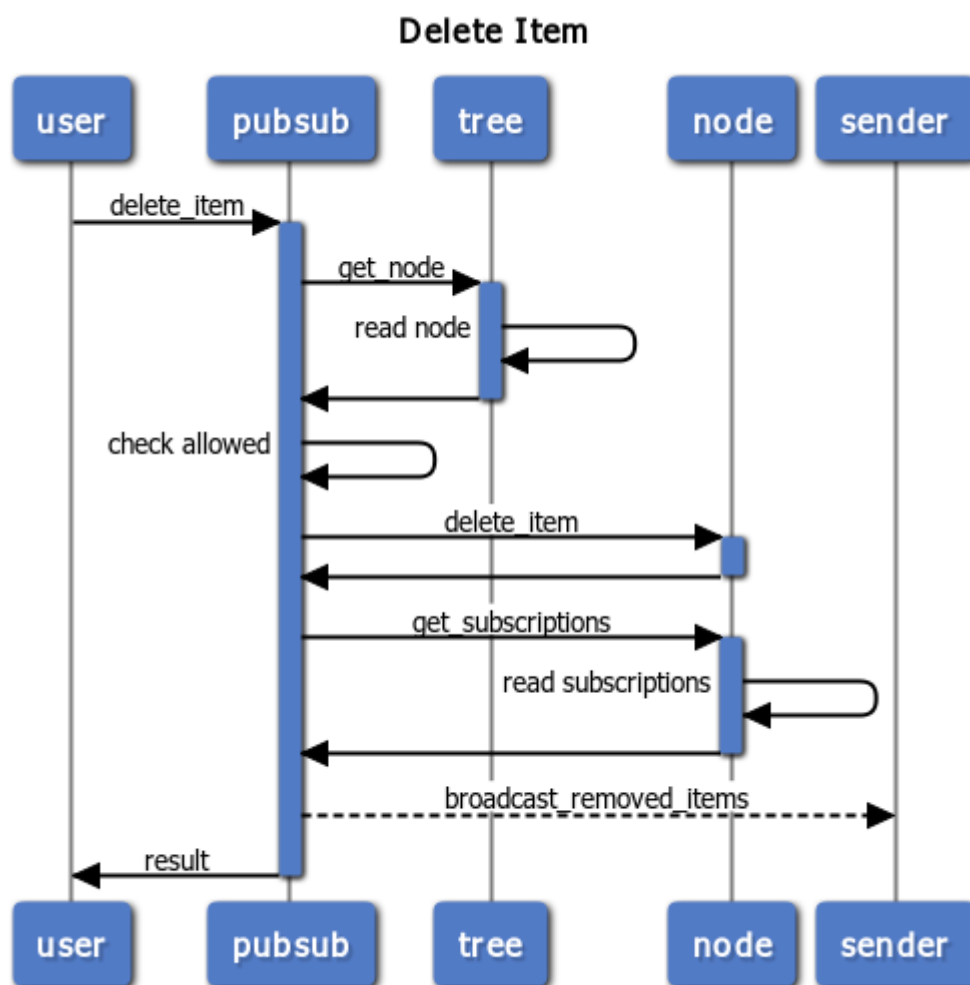 Delete Item
user pubsub tree node sender
delete_item
get_node
read node
check allowed
delete_item
get_subscriptions
read subscriptions
broadcast_removed_items
result
user pubsub tree node sender